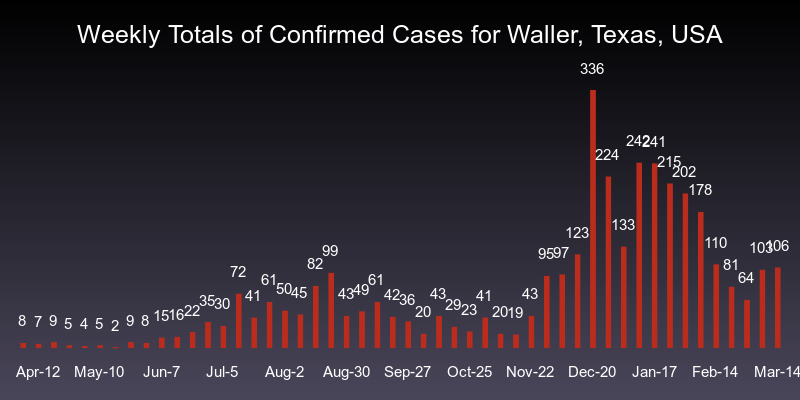 Weekly Totals of Confirmed Cases for Waller, Texas, USA
8 7 9 5 4 5 2 9 8 15 16 22 35 30 72 41 61 50 45 82 99 43 49 61 42 36 20 43 29 23 41 20 19 43 95 97 123 336 224 133 242 241 215 202 178 110 81 64 103 106
Apr-12 May-10 Jun-7 Jul-5 Aug-2 Aug-30 Sep-27 Oct-25 Nov-22 Dec-20 Jan-17 Feb-14 Mar-14